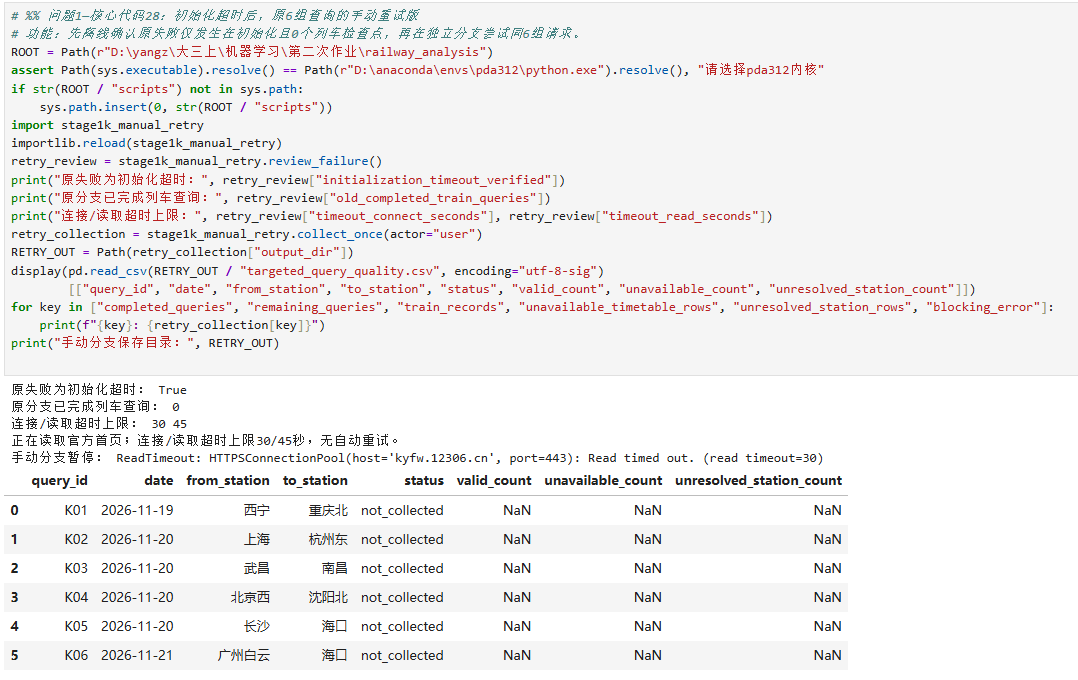 # %% 问题1—核心代码28：初始化超时后，原6组查询的手动重试版
# 功能：先离线确认原失败仅发生在初始化且0个列车检查点，再在独立分支尝试同6组请求。
ROOT = Path(r"D:\yangz\大三上\机器学习\第二次作业\railway_analysis")
assert Path(sys.executable).resolve() == Path(r"D:\anaconda\envs\pda312\python.exe").resolve(), "请选择pda312内核"
if str(ROOT / "scripts") not in sys.path:
    sys.path.insert(0, str(ROOT / "scripts"))
import stage1k_manual_retry
importlib.reload(stage1k_manual_retry)
retry_review = stage1k_manual_retry.review_failure()
print("原失败为初始化超时：", retry_review["initialization_timeout_verified"])
print("原分支已完成列车查询：", retry_review["old_completed_train_queries"])
print("连接/读取超时上限：", retry_review["timeout_connect_seconds"], retry_review["timeout_read_seconds"])
retry_collection = stage1k_manual_retry.collect_once(actor="user")
RETRY_OUT = Path(retry_collection["output_dir"])
display(pd.read_csv(RETRY_OUT / "targeted_query_quality.csv", encoding="utf-8-sig")
        [["query_id", "date", "from_station", "to_station", "status", "valid_count", "unavailable_count", "unresolved_station_count"]])
for key in ["completed_queries", "remaining_queries", "train_records", "unavailable_timetable_rows", "unresolved_station_rows", "blocking_error"]:
    print(f"{key}: {retry_collection[key]}")
print("手动分支保存目录：", RETRY_OUT)
原失败为初始化超时： True
原分支已完成列车查询： 0
连接/读取超时上限： 30 45
正在读取官方首页；连接/读取超时上限30/45秒，无自动重试。
手动分支暂停： ReadTimeout: HTTPSConnectionPool(host='kyfw.12306.cn', port=443): Read timed out. (read timeout=30)
query_id date from_station to_station status valid_count unavailable_count unresolved_station_count
0 K01 2026-11-19 西宁 重庆北 not_collected NaN NaN NaN
1 K02 2026-11-20 上海 杭州东 not_collected NaN NaN NaN
2 K03 2026-11-20 武昌 南昌 not_collected NaN NaN NaN
3 K04 2026-11-20 北京西 沈阳北 not_collected NaN NaN NaN
4 K05 2026-11-20 长沙 海口 not_collected NaN NaN NaN
5 K06 2026-11-21 广州白云 海口 not_collected NaN NaN NaN